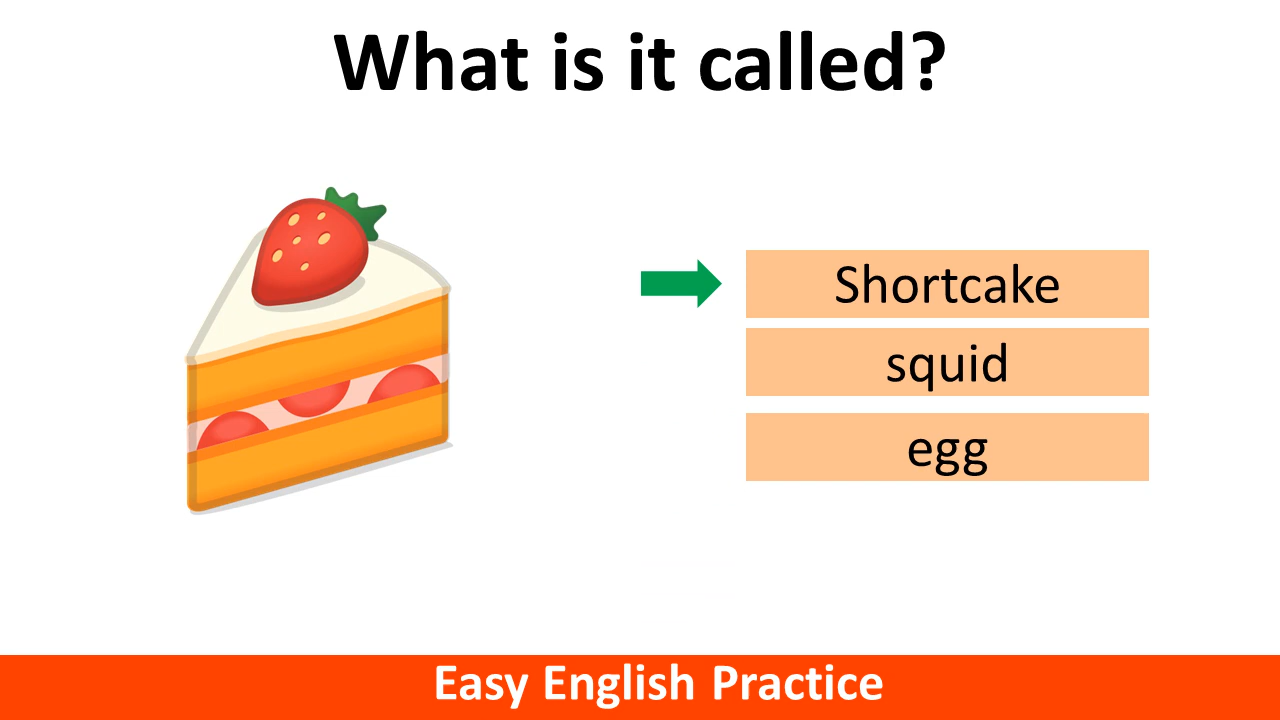 What is it called?
Shortcake
squid
egg
Easy English Practice